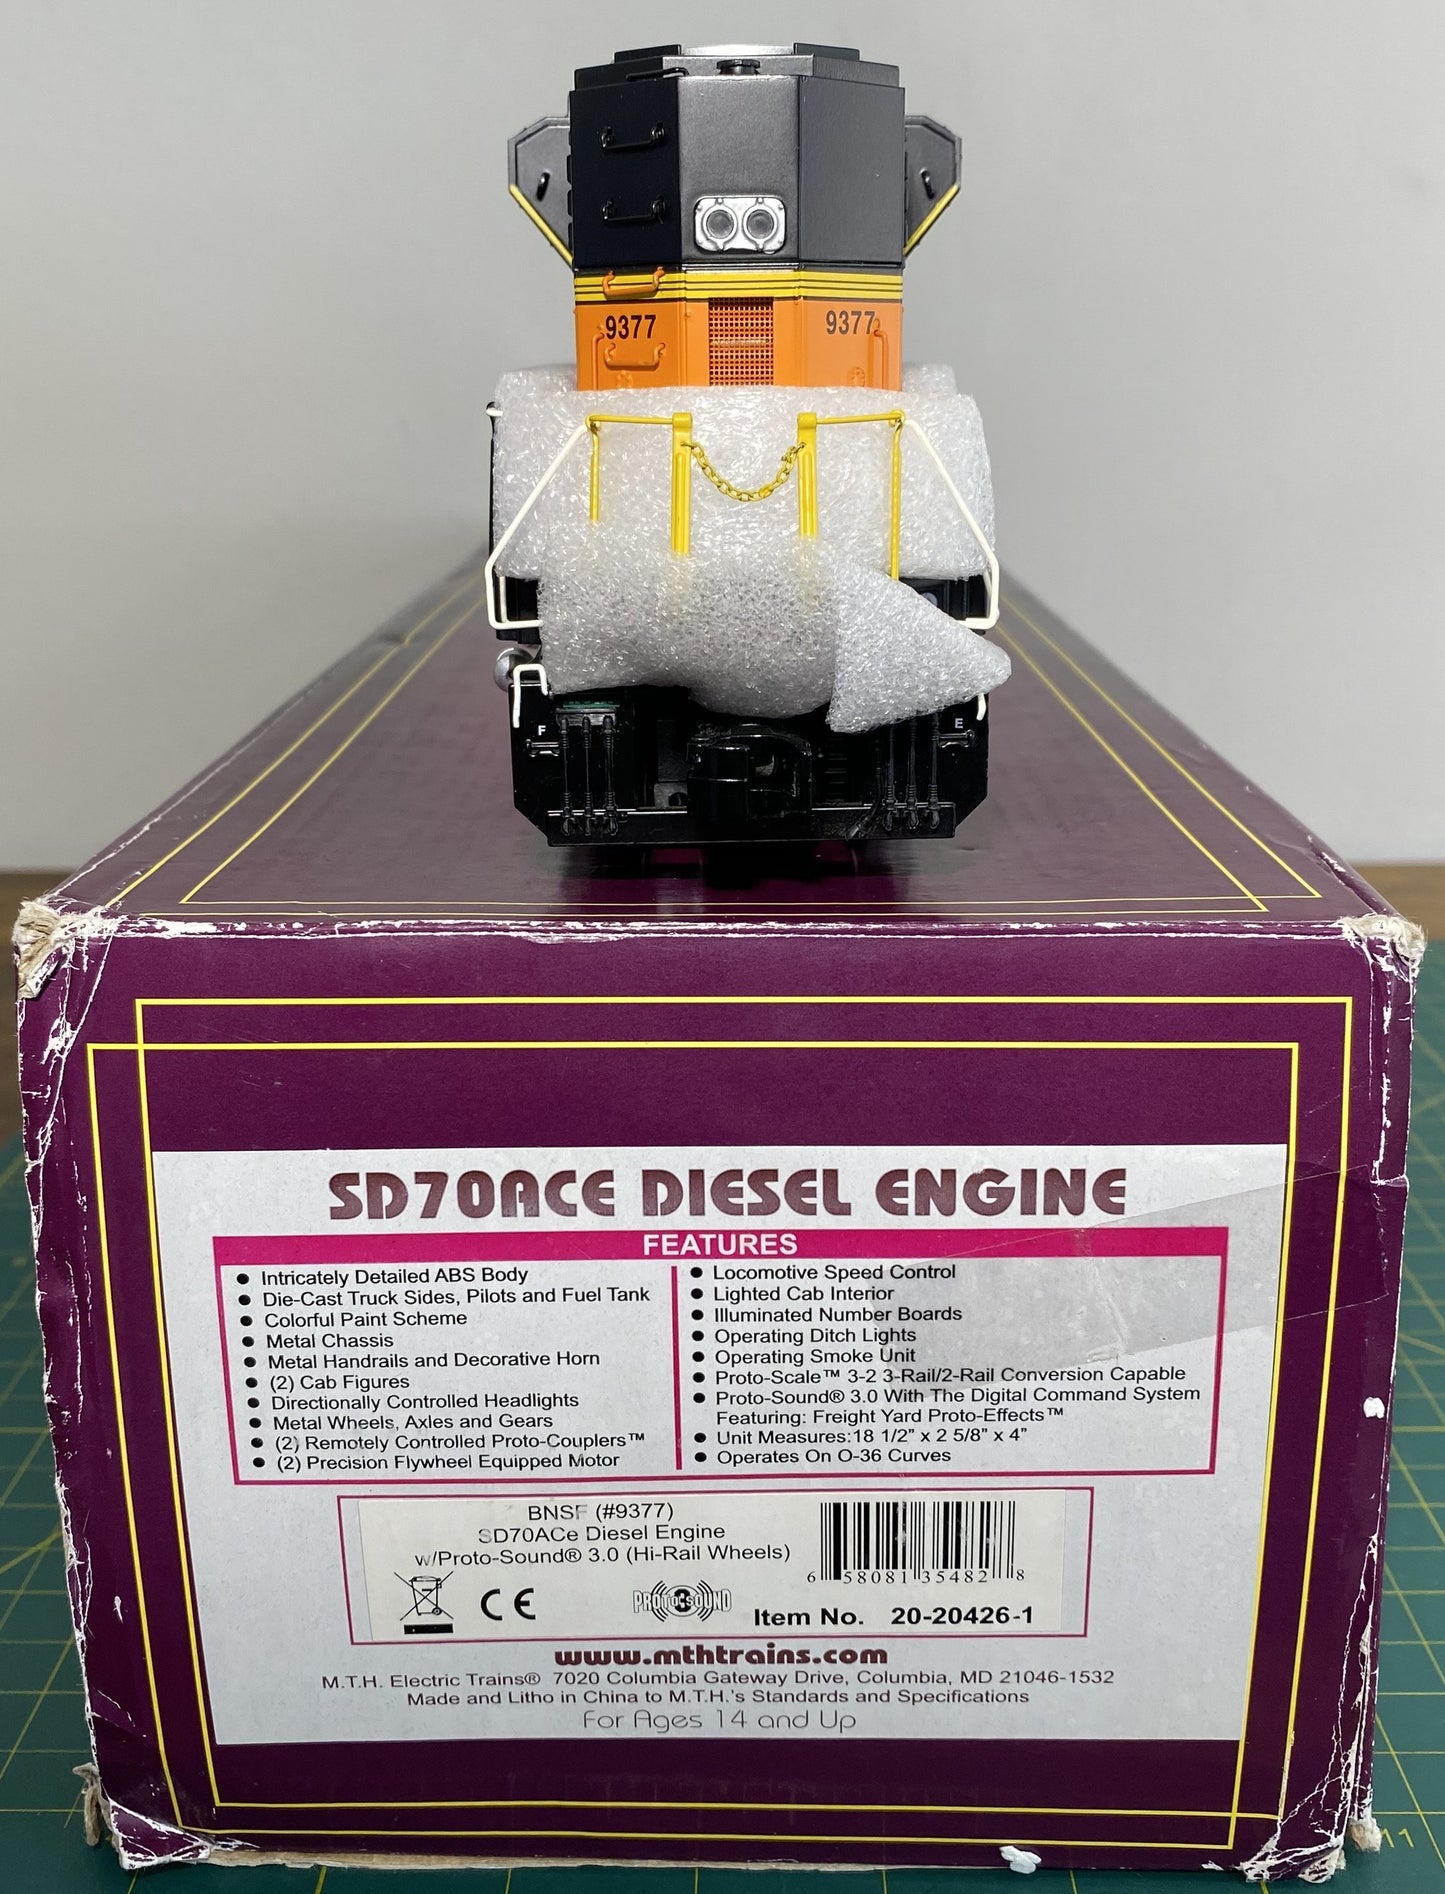 9377
9377
F
E
SD70ACE DIESEL ENGINE
FEATURES
● Intricately Detailed ABS Body
● Die-Cast Truck Sides, Pilots and Fuel Tank
● Colorful Paint Scheme
● Metal Chassis
● Metal Handrails and Decorative Horn
● (2) Cab Figures
● Directionally Controlled Headlights
● Metal Wheels, Axles and Gears
● (2) Remotely Controlled Proto-Couplers™
● (2) Precision Flywheel Equipped Motor
● Locomotive Speed Control
● Lighted Cab Interior
● Illuminated Number Boards
● Operating Ditch Lights
● Operating Smoke Unit
● Proto-Scale™ 3-2 3-Rail/2-Rail Conversion Capable
● Proto-Sound® 3.0 With The Digital Command System
Featuring: Freight Yard Proto-Effects™
● Unit Measures:18 1/2" x 2 5/8" x 4"
● Operates On O-36 Curves
BNSF (#9377)
SD70ACe Diesel Engine
w/Proto-Sound® 3.0 (Hi-Rail Wheels)
6 58081 35482 8
CE
PROTO-SOUND 3
Item No. 20-20426-1
www.mthtrains.com
M.T.H. Electric Trains® 7020 Columbia Gateway Drive, Columbia, MD 21046-1532
Made and Litho in China to M.T.H.'s Standards and Specifications
For Ages 14 and Up
11